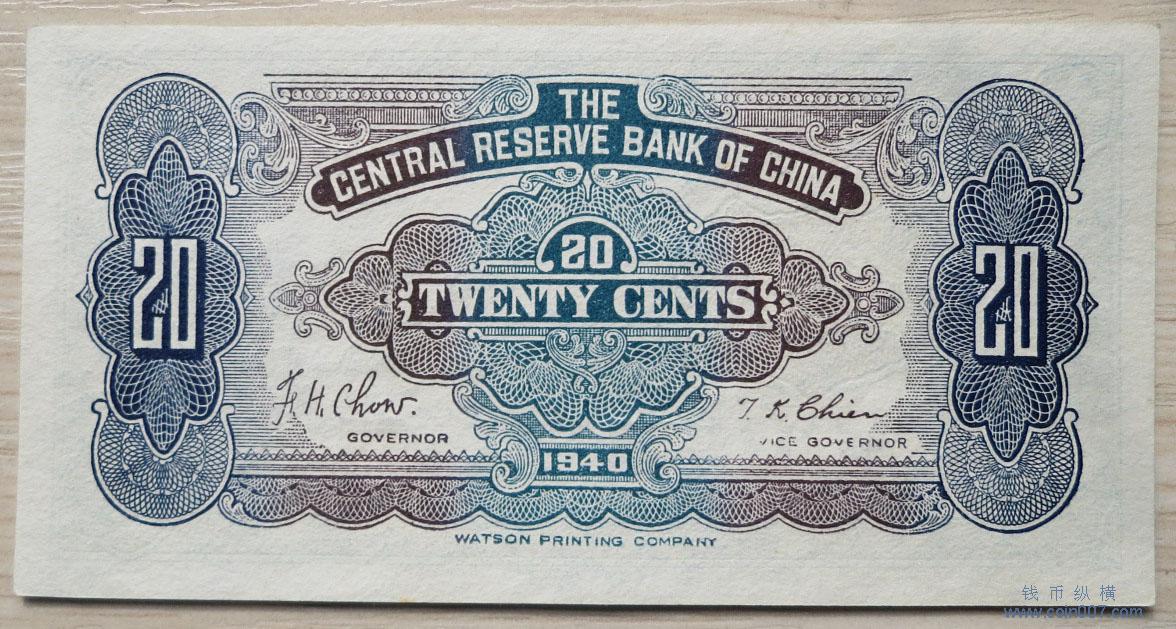 THE
CENTRAL RESERVE BANK OF CHINA
20
20
20
TWENTY CENTS
F. H. Chow.
T. K. Chien
GOVERNOR
VICE GOVERNOR
1940
WATSON PRINTING COMPANY
钱币纵横
www.coin007.com